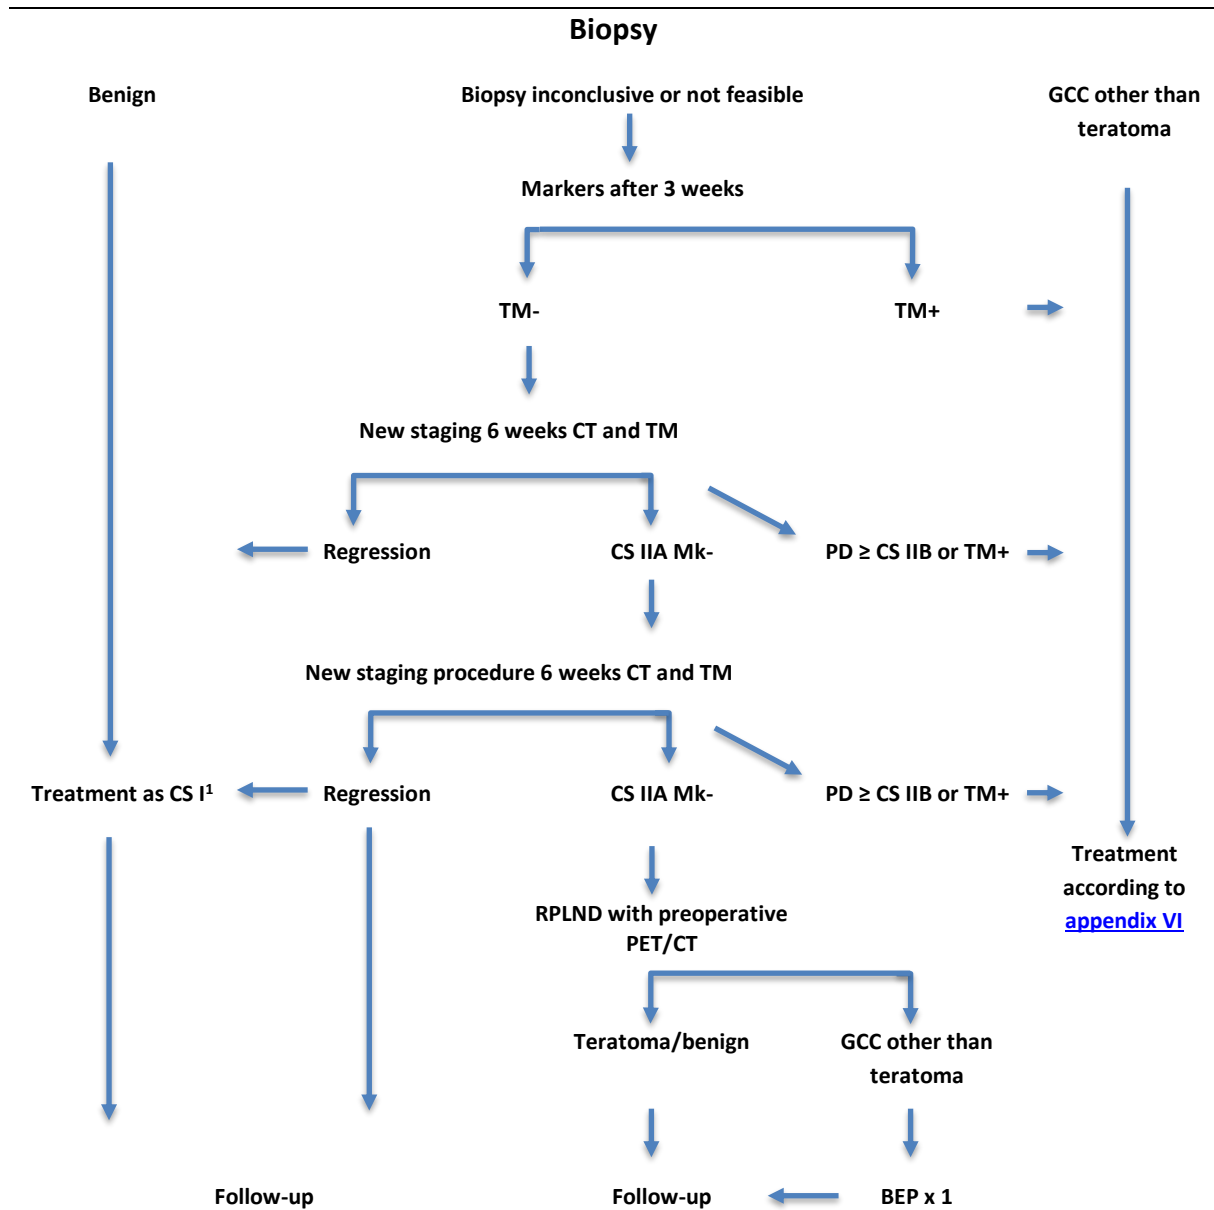 Biopsy
Benign
Biopsy inconclusive or not feasible
GCC other than
teratoma
Markers after 3 weeks
TM-
TM+
New staging 6 weeks CT and TM
Regression
CS IIA Mk-
PD ≥ CS IIB or TM+
New staging procedure 6 weeks CT and TM
Treatment as CS I¹
Regression
CS IIA Mk-
PD ≥ CS IIB or TM+
Treatment
according to
appendix VI
RPLND with preoperative
PET/CT
Teratoma/benign
GCC other than
teratoma
Follow-up
Follow-up
BEP x 1